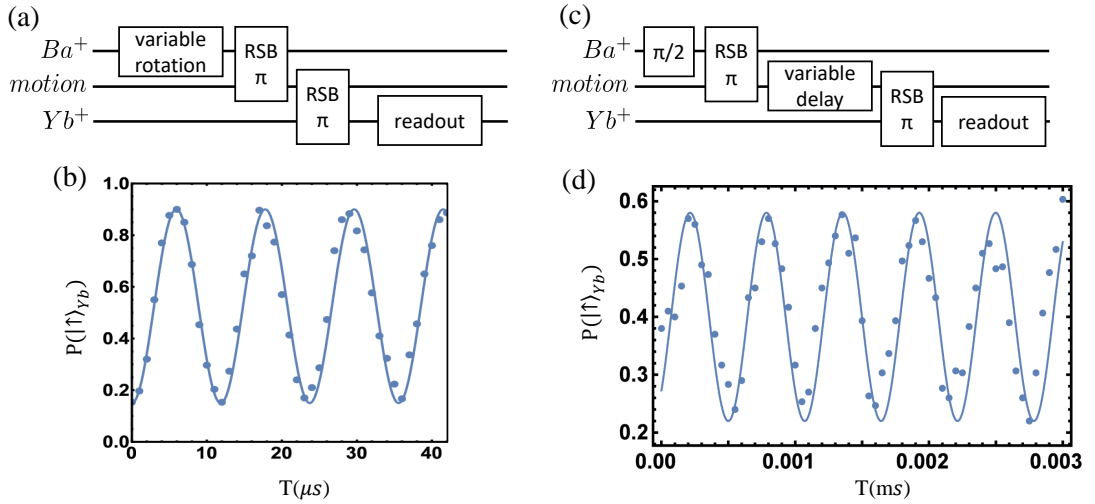 (a)
Ba⁺
motion
Yb⁺
variable
rotation
RSB
π
RSB
π
readout
(b)
P(|↑⟩Yb)
1.0
0.8
0.6
0.4
0.2
0.0
0
10
20
30
40
T(μs)
(c)
Ba⁺
motion
Yb⁺
π/2
RSB
π
variable
delay
RSB
π
readout
(d)
P(|↑⟩Yb)
0.6
0.5
0.4
0.3
0.2
0.00
0.001
0.002
0.003
T(ms)